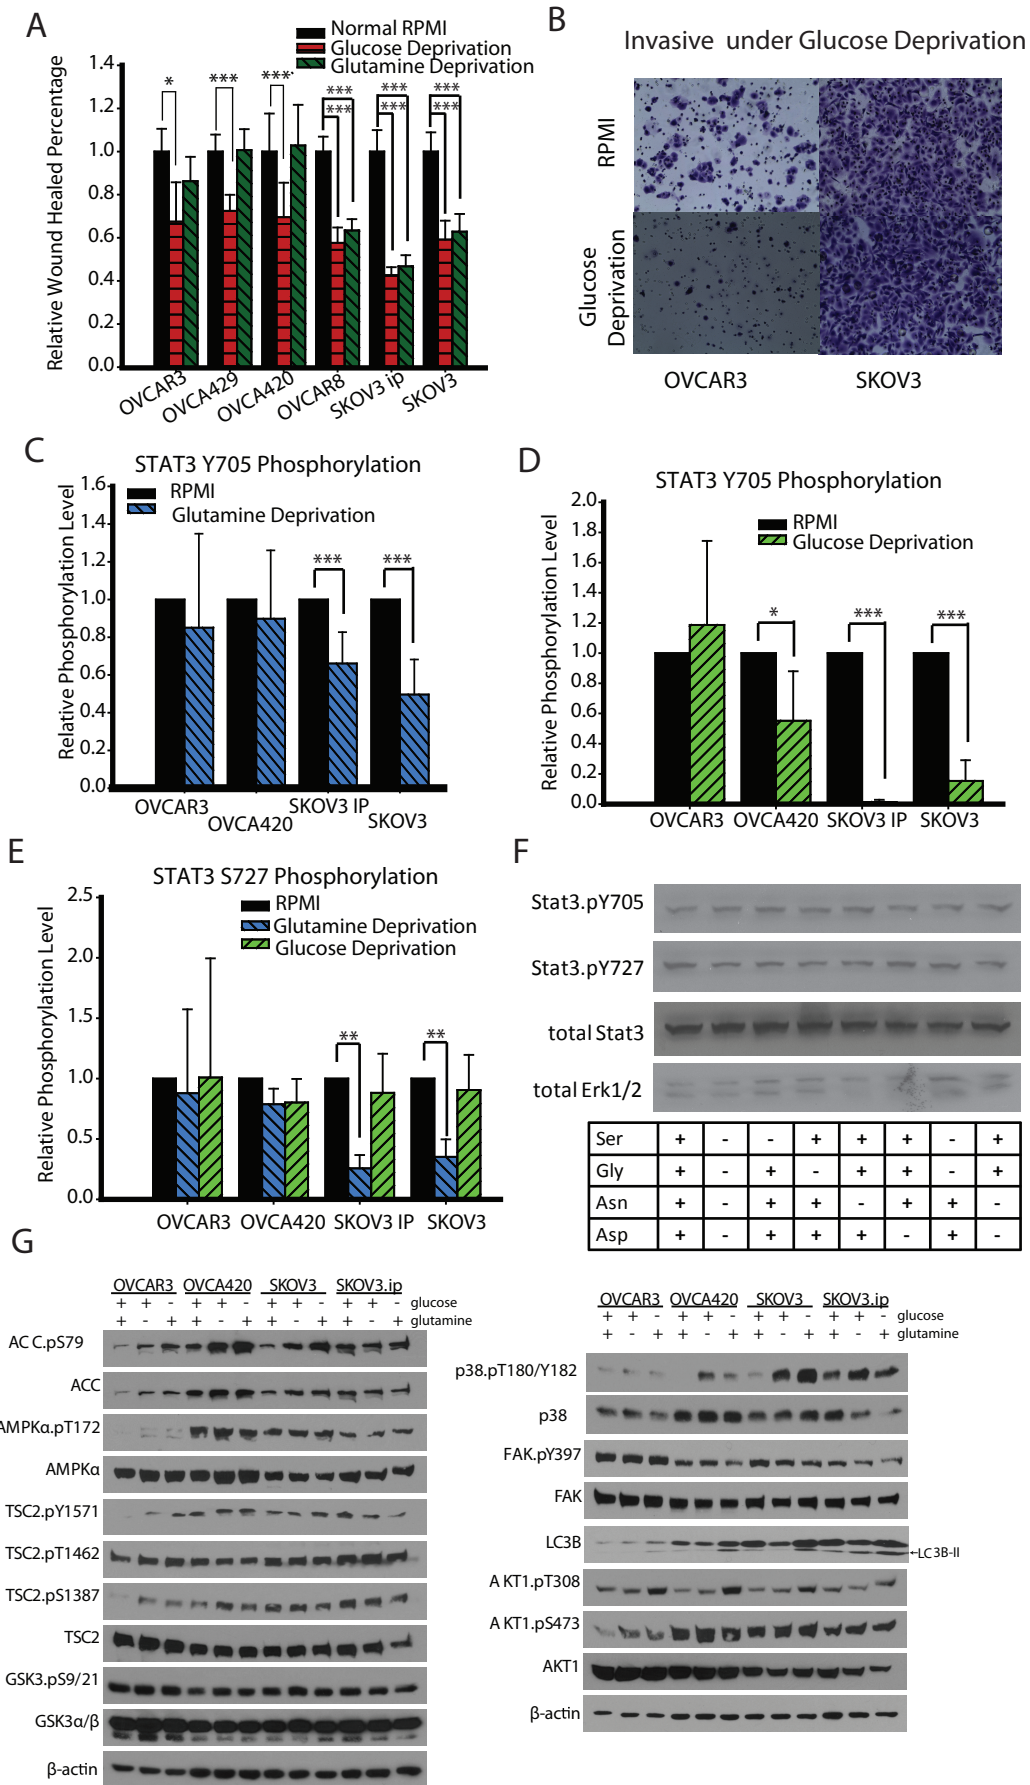 A
Normal RPMI
Glucose Deprivation
Glutamine Deprivation
Relative Wound Healed Percentage
1.4
1.2
1.0
0.8
0.6
0.4
0.2
0.0
* *** *** *** *** *** *** *** ***
OVCAR3 OVCA429 OVCA420 OVCAR8 SKOV3 ip SKOV3
B
Invasive under Glucose Deprivation
RPMI
Glucose
Deprivation
OVCAR3 SKOV3
C
STAT3 Y705 Phosphorylation
RPMI
Glutamine Deprivation
Relative Phosphorylation Level
1.6
1.4
1.0
0.8
0.6
0.4
0.2
0.0
*** ***
OVCAR3 OVCA420 SKOV3 IP SKOV3
D
STAT3 Y705 Phosphorylation
RPMI
Glucose Deprivation
Relative Phosphorylation Level
2.0
1.8
1.6
1.4
1.2
1.0
0.8
0.6
0.4
0.2
0.0
* *** ***
OVCAR3 OVCA420 SKOV3 IP SKOV3
E
STAT3 S727 Phosphorylation
RPMI
Glutamine Deprivation
Glucose Deprivation
Relative Phosphorylation Level
2.5
2.0
1.5
1.0
0.5
0.0
** **
OVCAR3 OVCA420 SKOV3 IP SKOV3
F
Stat3.pY705
Stat3.pY727
total Stat3
total Erk1/2
Ser + - - + + + - +
Gly + - + - + + - +
Asn + - + + - + + -
Asp + - + + + - + -
G
OVCAR3 OVCA420 SKOV3 SKOV3.ip
+ + - + + - + + - + + - glucose
+ - + + - + + - + + - + glutamine
AC C.pS79
ACC
AMPKα.pT172
AMPKα
TSC2.pY1571
TSC2.pT1462
TSC2.pS1387
TSC2
GSK3.pS9/21
GSK3α/β
β-actin
OVCAR3 OVCA420 SKOV3 SKOV3.ip
+ + - + + - + + - + + - glucose
+ - + + - + + - + + - + glutamine
p38.pT180/Y182
p38
FAK.pY397
FAK
LC3B
←LC3B-II
A KT1.pT308
A KT1.pS473
AKT1
β-actin